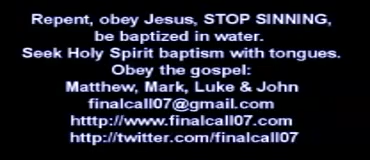 Repent, obey Jesus, STOP SINNING,
be baptized in water.
Seek Holy Spirit baptism with tongues.
Obey the gospel:
Matthew, Mark, Luke & John
finalcall07@gmail.com
htttp://www.finalcall07.com
http://twitter.com/finalcall07